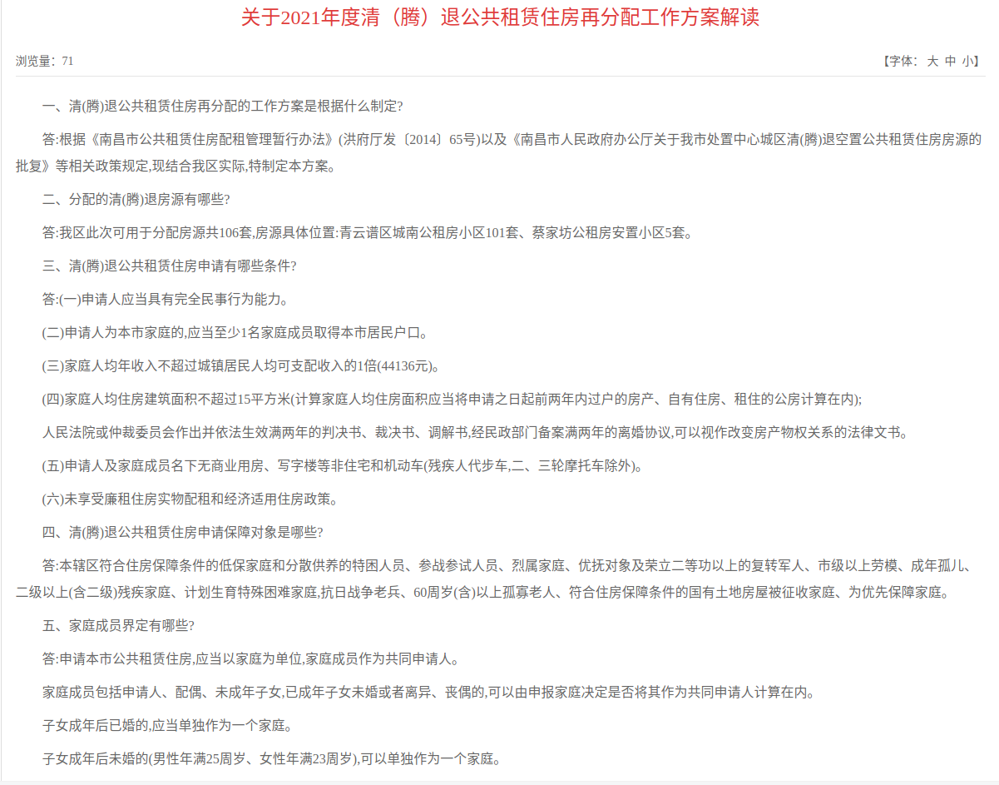 关于2021年度清（腾）退公共租赁住房再分配工作方案解读
浏览量：71
【字体： 大 中 小】
一、清(腾)退公共租赁住房再分配的工作方案是根据什么制定?
答:根据《南昌市公共租赁住房配租管理暂行办法》(洪府厅发〔2014〕65号)以及《南昌市人民政府办公厅关于我市处置中心城区清(腾)退空置公共租赁住房房源的
批复》等相关政策规定,现结合我区实际,特制定本方案。
二、分配的清(腾)退房源有哪些?
答:我区此次可用于分配房源共106套,房源具体位置:青云谱区城南公租房小区101套、蔡家坊公租房安置小区5套。
三、清(腾)退公共租赁住房申请有哪些条件?
答:(一)申请人应当具有完全民事行为能力。
(二)申请人为本市家庭的,应当至少1名家庭成员取得本市居民户口。
(三)家庭人均年收入不超过城镇居民人均可支配收入的1倍(44136元)。
(四)家庭人均住房建筑面积不超过15平方米(计算家庭人均住房面积应当将申请之日起前两年内过户的房产、自有住房、租住的公房计算在内);
人民法院或仲裁委员会作出并依法生效满两年的判决书、裁决书、调解书,经民政部门备案满两年的离婚协议,可以视作改变房产物权关系的法律文书。
(五)申请人及家庭成员名下无商业用房、写字楼等非住宅和机动车(残疾人代步车,二、三轮摩托车除外)。
(六)未享受廉租住房实物配租和经济适用住房政策。
四、清(腾)退公共租赁住房申请保障对象是哪些?
答:本辖区符合住房保障条件的低保家庭和分散供养的特困人员、参战参试人员、烈属家庭、优抚对象及荣立二等功以上的复转军人、市级以上劳模、成年孤儿、
二级以上(含二级)残疾家庭、计划生育特殊困难家庭,抗日战争老兵、60周岁(含)以上孤寡老人、符合住房保障条件的国有土地房屋被征收家庭、为优先保障家庭。
五、家庭成员界定有哪些?
答:申请本市公共租赁住房,应当以家庭为单位,家庭成员作为共同申请人。
家庭成员包括申请人、配偶、未成年子女,已成年子女未婚或者离异、丧偶的,可以由申报家庭决定是否将其作为共同申请人计算在内。
子女成年后已婚的,应当单独作为一个家庭。
子女成年后未婚的(男性年满25周岁、女性年满23周岁),可以单独作为一个家庭。